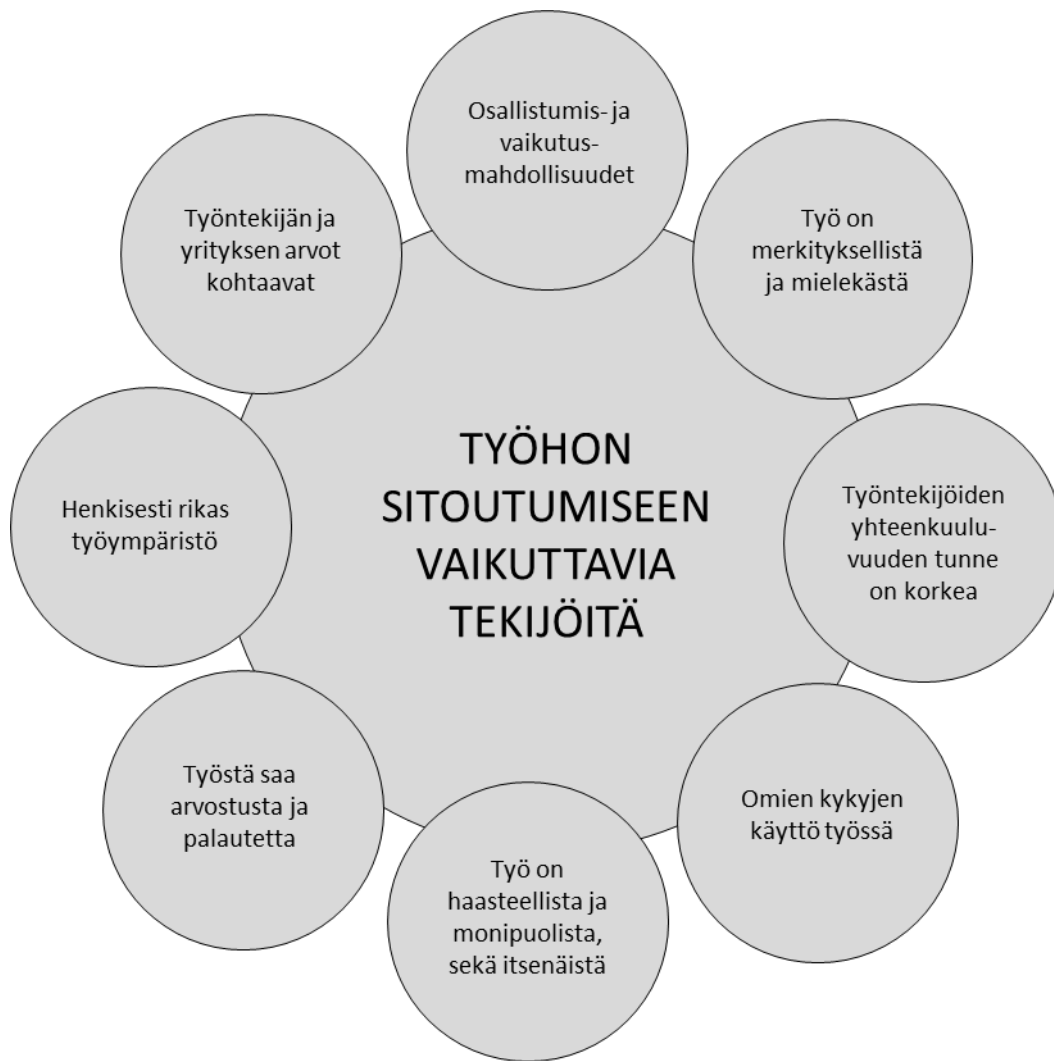 Osallistumis- ja
vaikutus-
mahdollisuudet
Työ on
merkityksellistä
ja mielekästä
Työntekijöiden
yhteenkuulu-
vuuden tunne
on korkea
Omien kykyjen
käyttö työssä
Työ on
haasteellista ja
monipuolista,
sekä itsenäistä
Työstä saa
arvostusta ja
palautetta
Henkisesti rikas
työympäristö
Työntekijän ja
yrityksen arvot
kohtaavat
TYÖHON
SITOUTUMISEEN
VAIKUTTAVIA
TEKIJÖITÄ